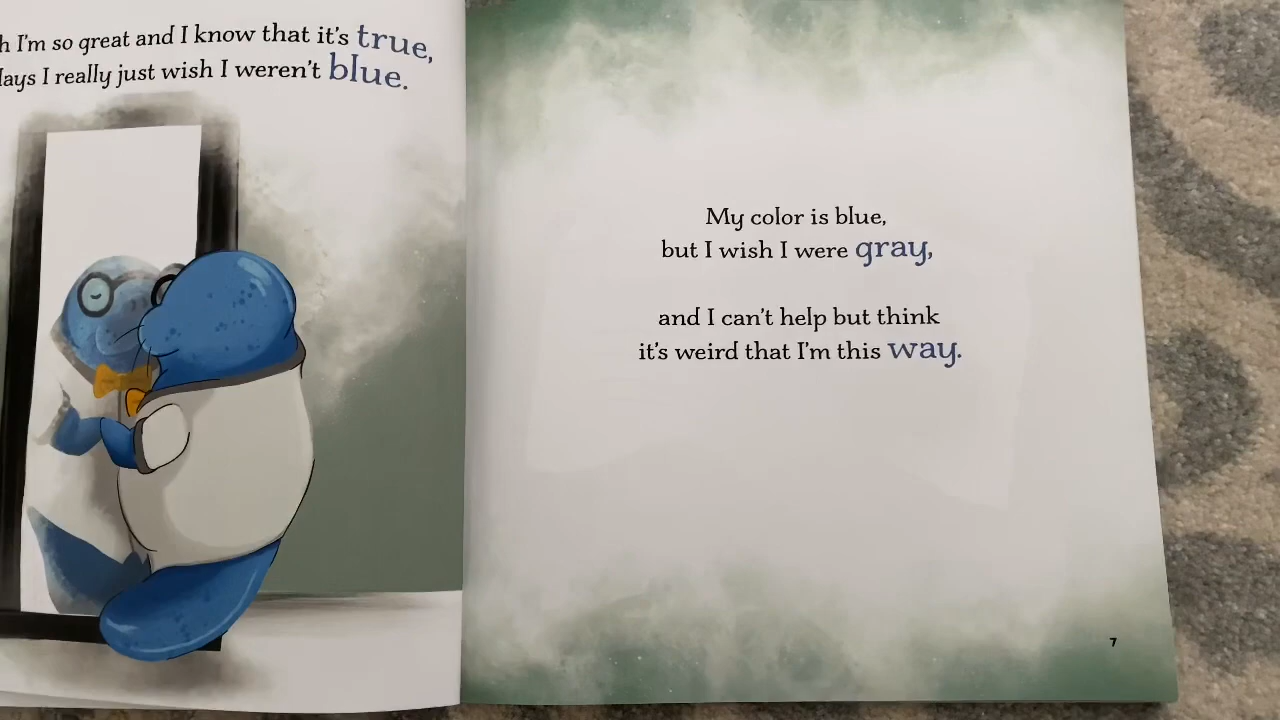 I'm so great and I know that it's true,
I really just wish I weren't blue.
My color is blue,
but I wish I were gray,
and I can't help but think
it's weird that I'm this way.
7